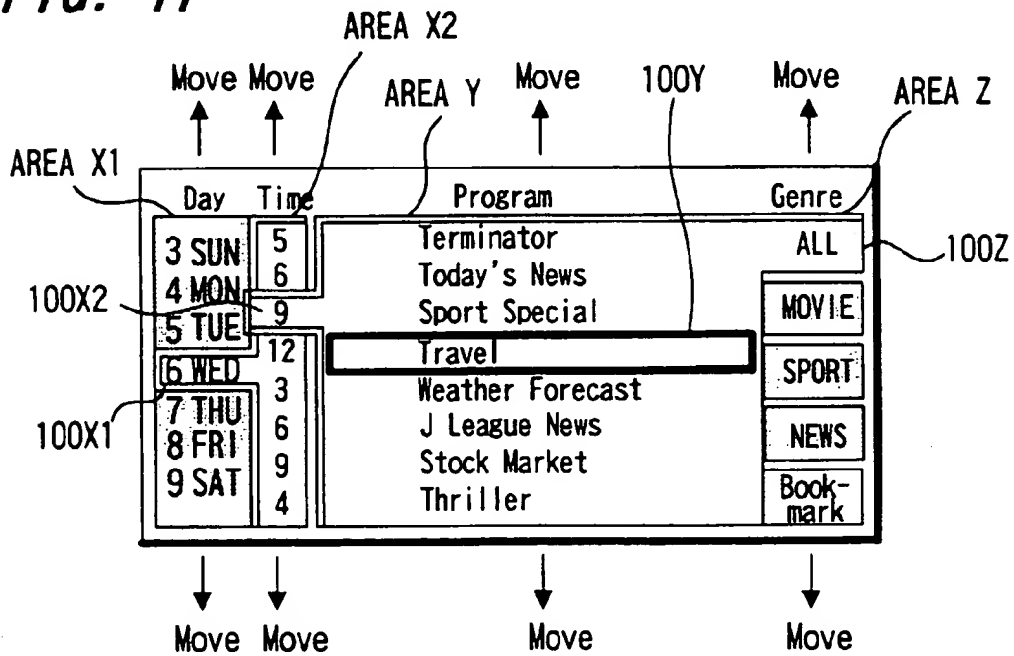 FIG. 11
AREA X2
Move Move AREA Y Move 100Y Move AREA Z
AREA X1
Day Time Program Genre
3 SUN 5 Terminator ALL 100Z
4 MON 6 Today's News
100X2 5 TUE 9 Sport Special MOVIE
12 Travel
6 WED 3 Weather Forecast SPORT
100X1 7 THU 6 J League News NEWS
8 FRI 9 Stock Market
9 SAT 4 Thriller Book-
mark
Move Move Move Move